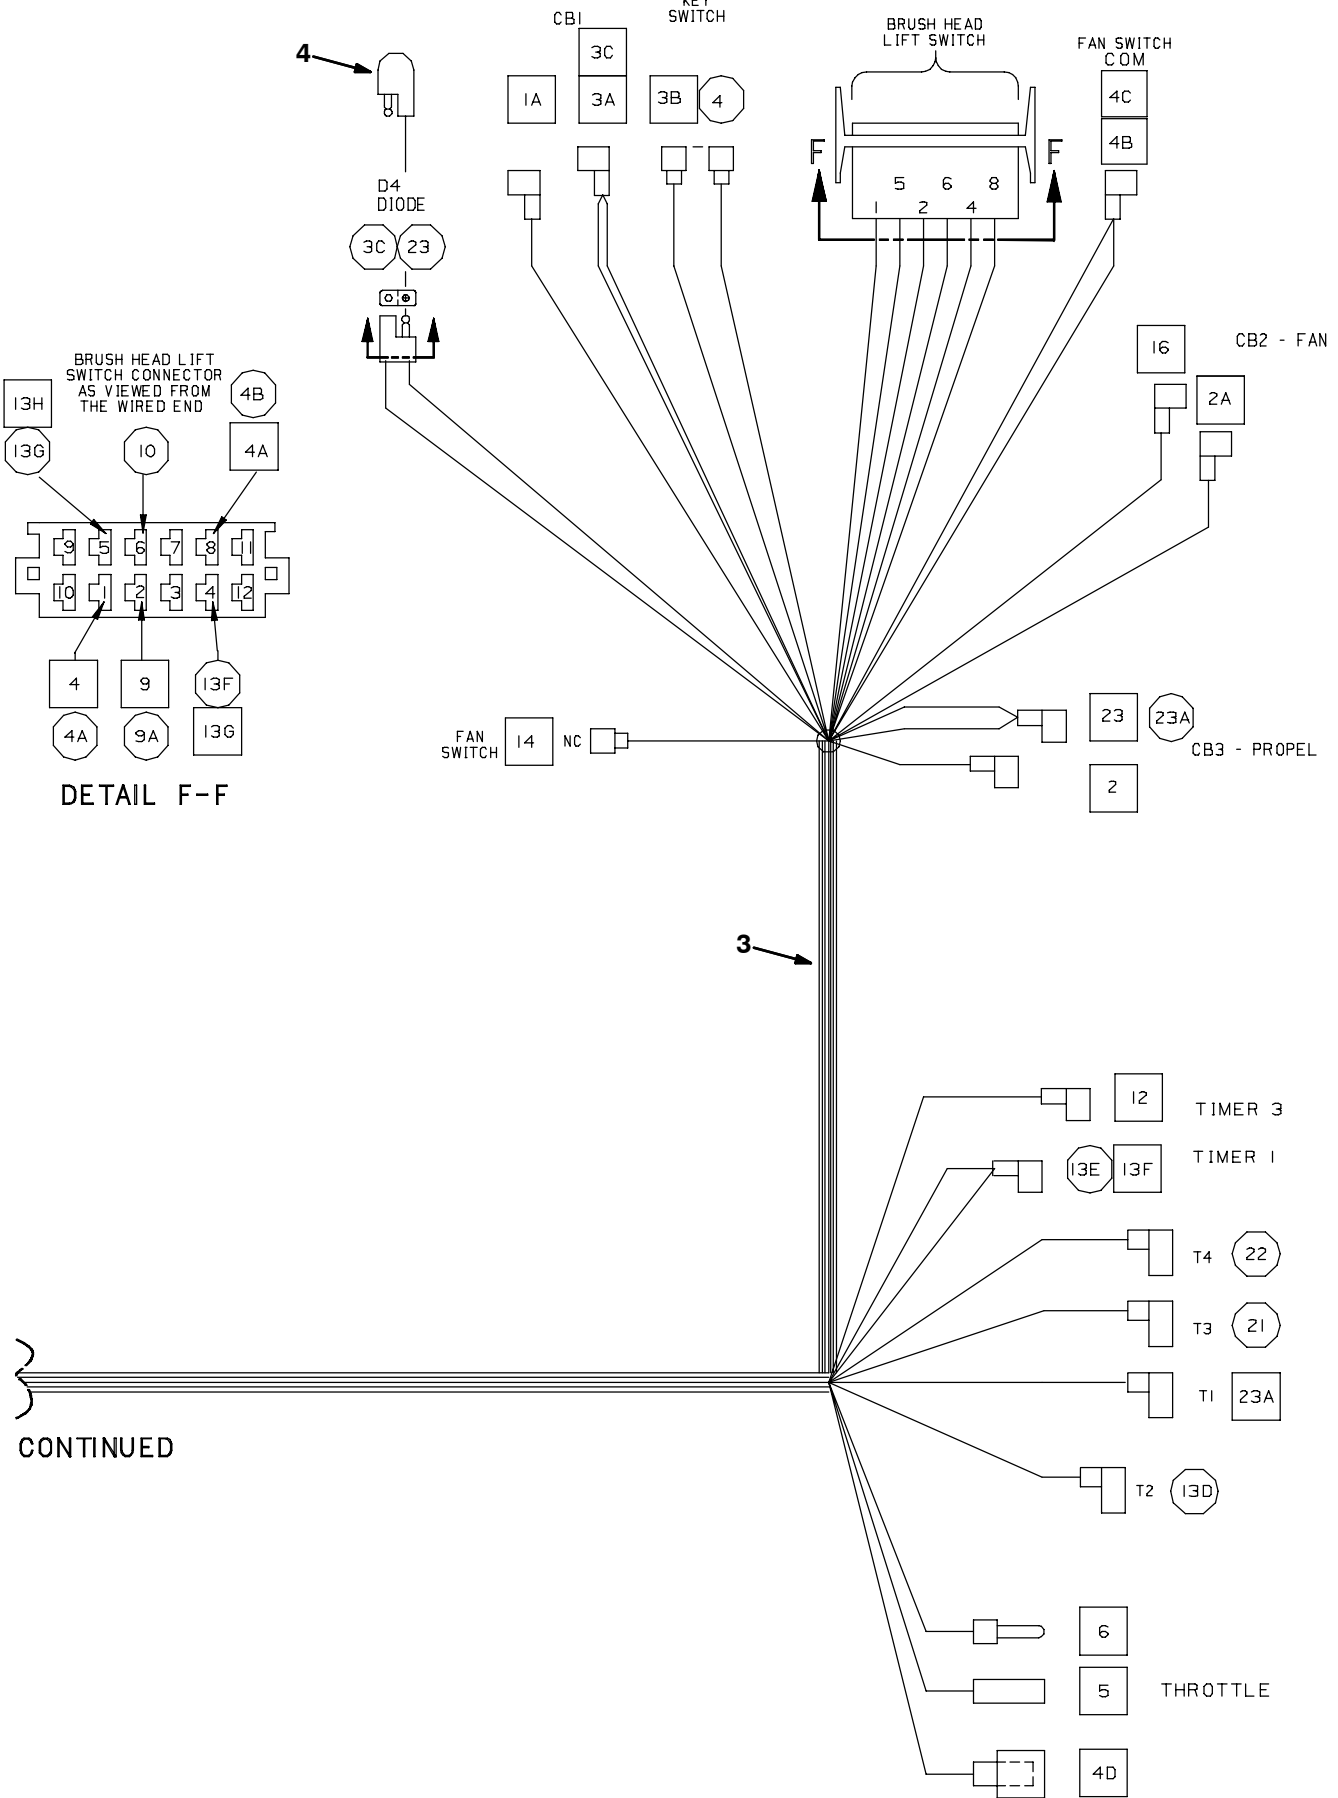 KEY
SWITCH
CB1
3C
1A
3A
3B
4
BRUSH HEAD
LIFT SWITCH
FAN SWITCH
COM
4C
4B
4
F
F
5 6 8
1 2 4
D4
DIODE
3C
23
16
CB2 - FAN
2A
BRUSH HEAD LIFT
SWITCH CONNECTOR
AS VIEWED FROM
THE WIRED END
13H
13G
10
4B
4A
9 5 6 7 8 11
10 1 2 3 4 12
4
9
13F
4A
9A
13G
DETAIL F-F
FAN
SWITCH
14
NC
23
23A
CB3 - PROPEL
2
3
12
TIMER 3
13E
13F
TIMER 1
T4
22
T3
21
T1
23A
T2
13D
CONTINUED
6
5
THROTTLE
4D